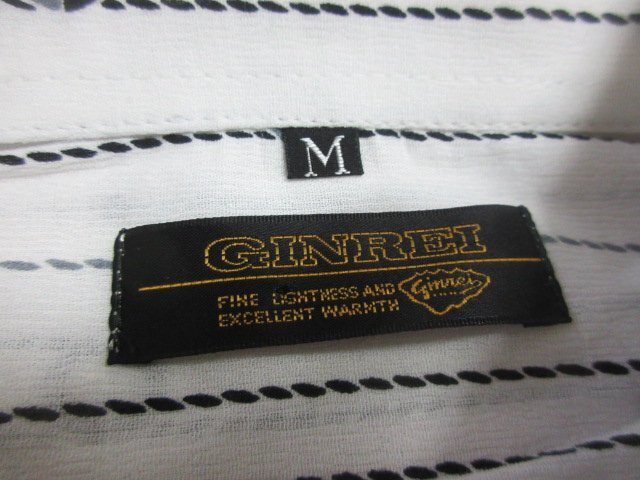 M
GINREI
FINE LIGHTNESS AND
EXCELLENT WARMTH
Ginrei